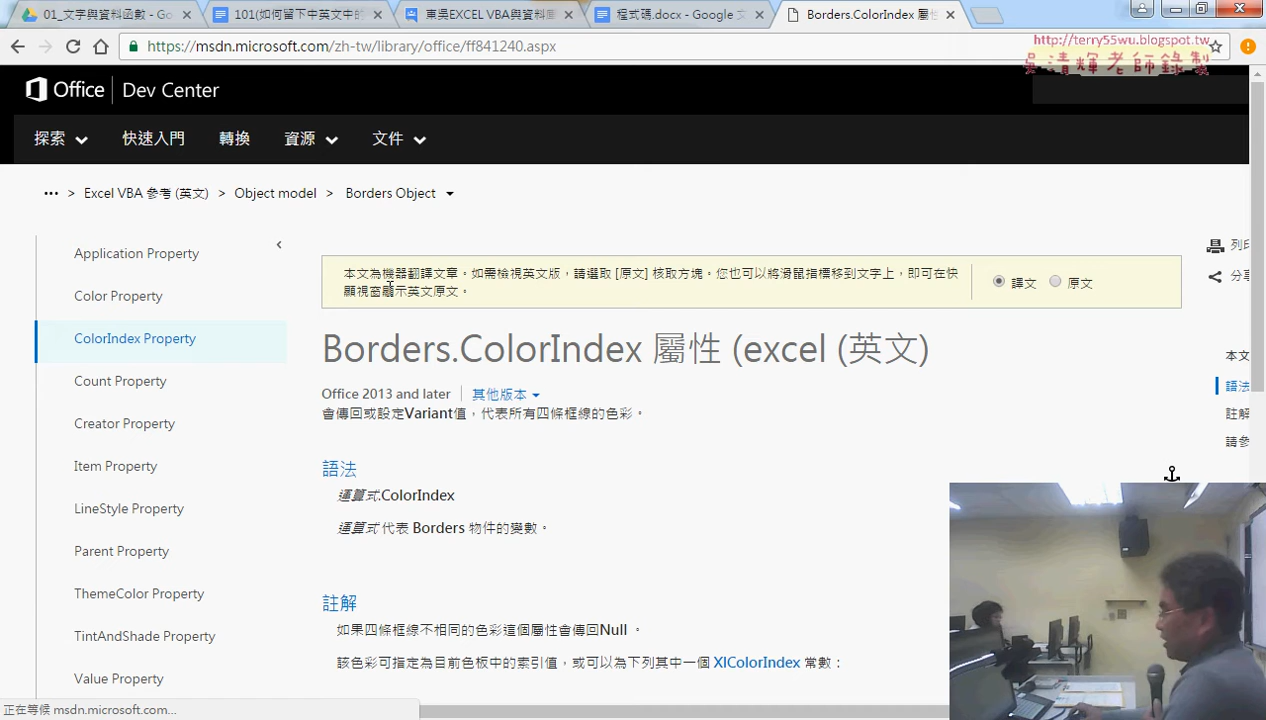 01_文字與資料函數 - Go
101(如何留下中英文中的
東吳EXCEL VBA與資料庫
程式碼.docx - Google 文
Borders.ColorIndex 屬性
https://msdn.microsoft.com/zh-tw/library/office/ff841240.aspx
http://terry55wu.blogspot.tw
吳清輝老師錄製
Office Dev Center
探索 快速入門 轉換 資源 文件
... > Excel VBA 參考 (英文) > Object model > Borders Object
Application Property
Color Property
ColorIndex Property
Count Property
Creator Property
Item Property
LineStyle Property
Parent Property
ThemeColor Property
TintAndShade Property
Value Property
本文為機器翻譯文章。如需檢視英文版，請選取 [原文] 核取方塊。您也可以將滑鼠指標移到文字上，即可在快
顯視窗顯示英文原文。
譯文 原文
Borders.ColorIndex 屬性 (excel (英文)
Office 2013 and later 其他版本
會傳回或設定Variant值，代表所有四條框線的色彩。
語法
運算式.ColorIndex
運算式 代表 Borders 物件的變數。
註解
如果四條框線不相同的色彩這個屬性會傳回Null 。
該色彩可指定為目前色板中的索引值，或可以為下列其中一個 XlColorIndex 常數：
列印
分享
本文
語法
註解
請參
正在等候 msdn.microsoft.com...